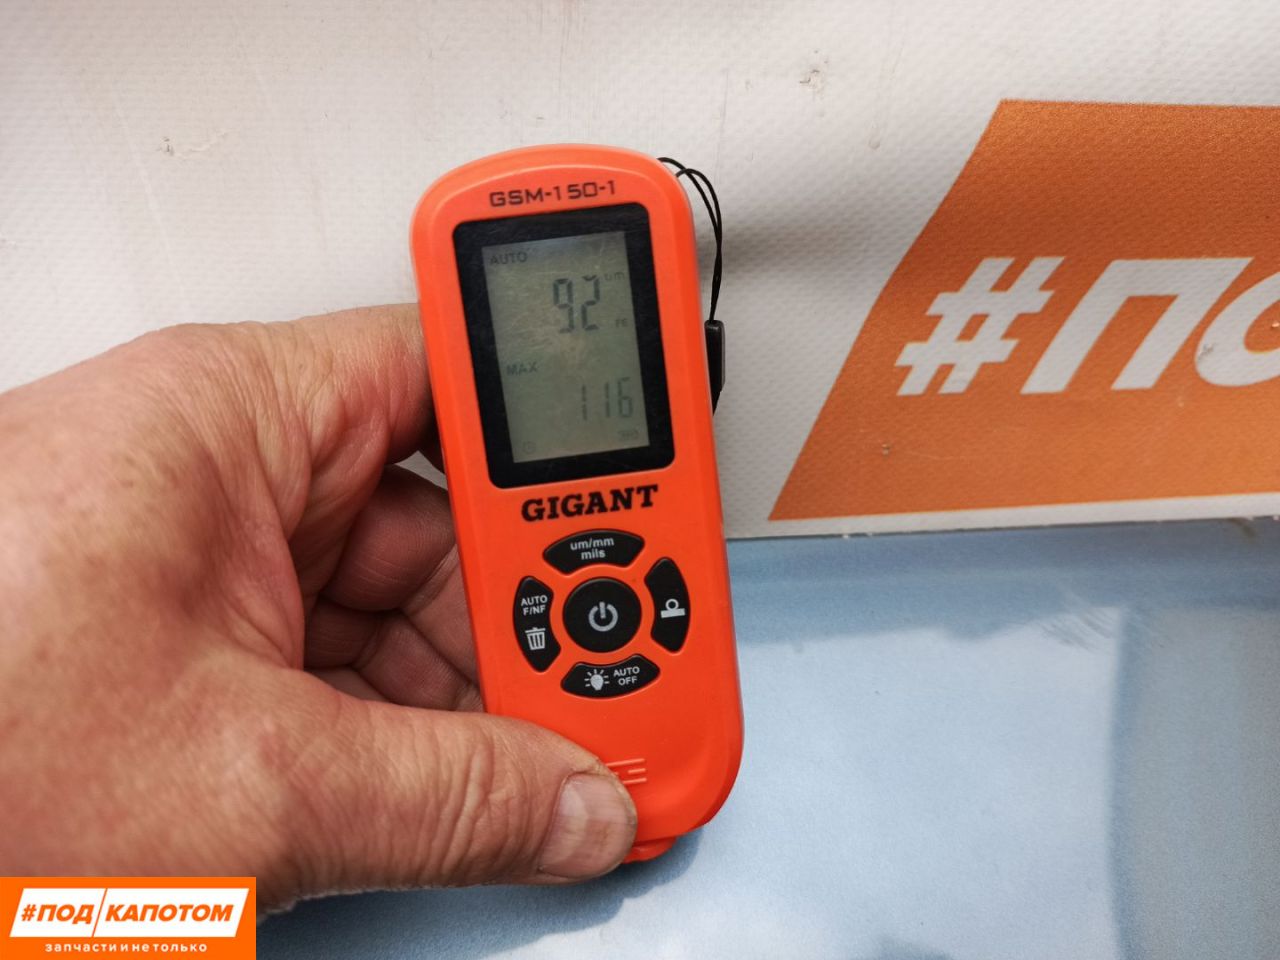 GSM-150-1
AUTO
um
92
Fe
MAX
116
#ПО
GIGANT
um/mm
mils
AUTO
F/NF
AUTO
OFF
#ПОД КАПОТОМ
запчасти и не только